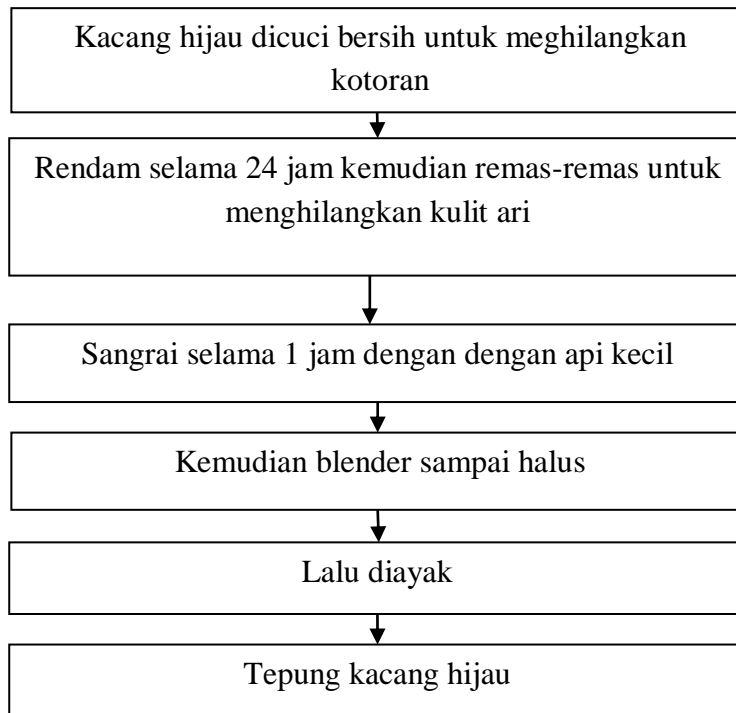 Kacang hijau dicuci bersih untuk meghilangkan
kotoran
Rendam selama 24 jam kemudian remas-remas untuk
menghilangkan kulit ari
Sangrai selama 1 jam dengan dengan api kecil
Kemudian blender sampai halus
Lalu diayak
Tepung kacang hijau